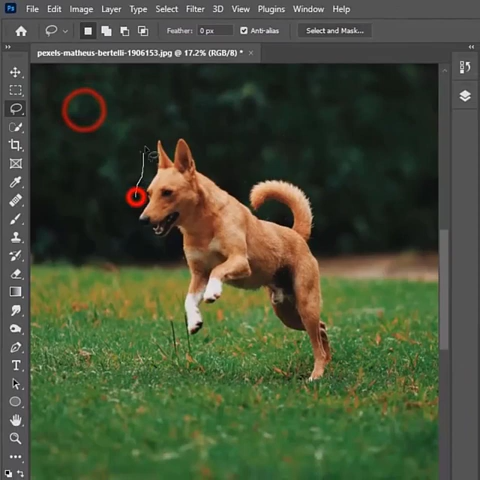 Ps File Edit Image Layer Type Select Filter 3D View Plugins Window Help
Feather: 0 px Anti-alias Select and Mask...
pexels-matheus-bertelli-1906153.jpg @ 17.2% (RGB/8) * ×
T